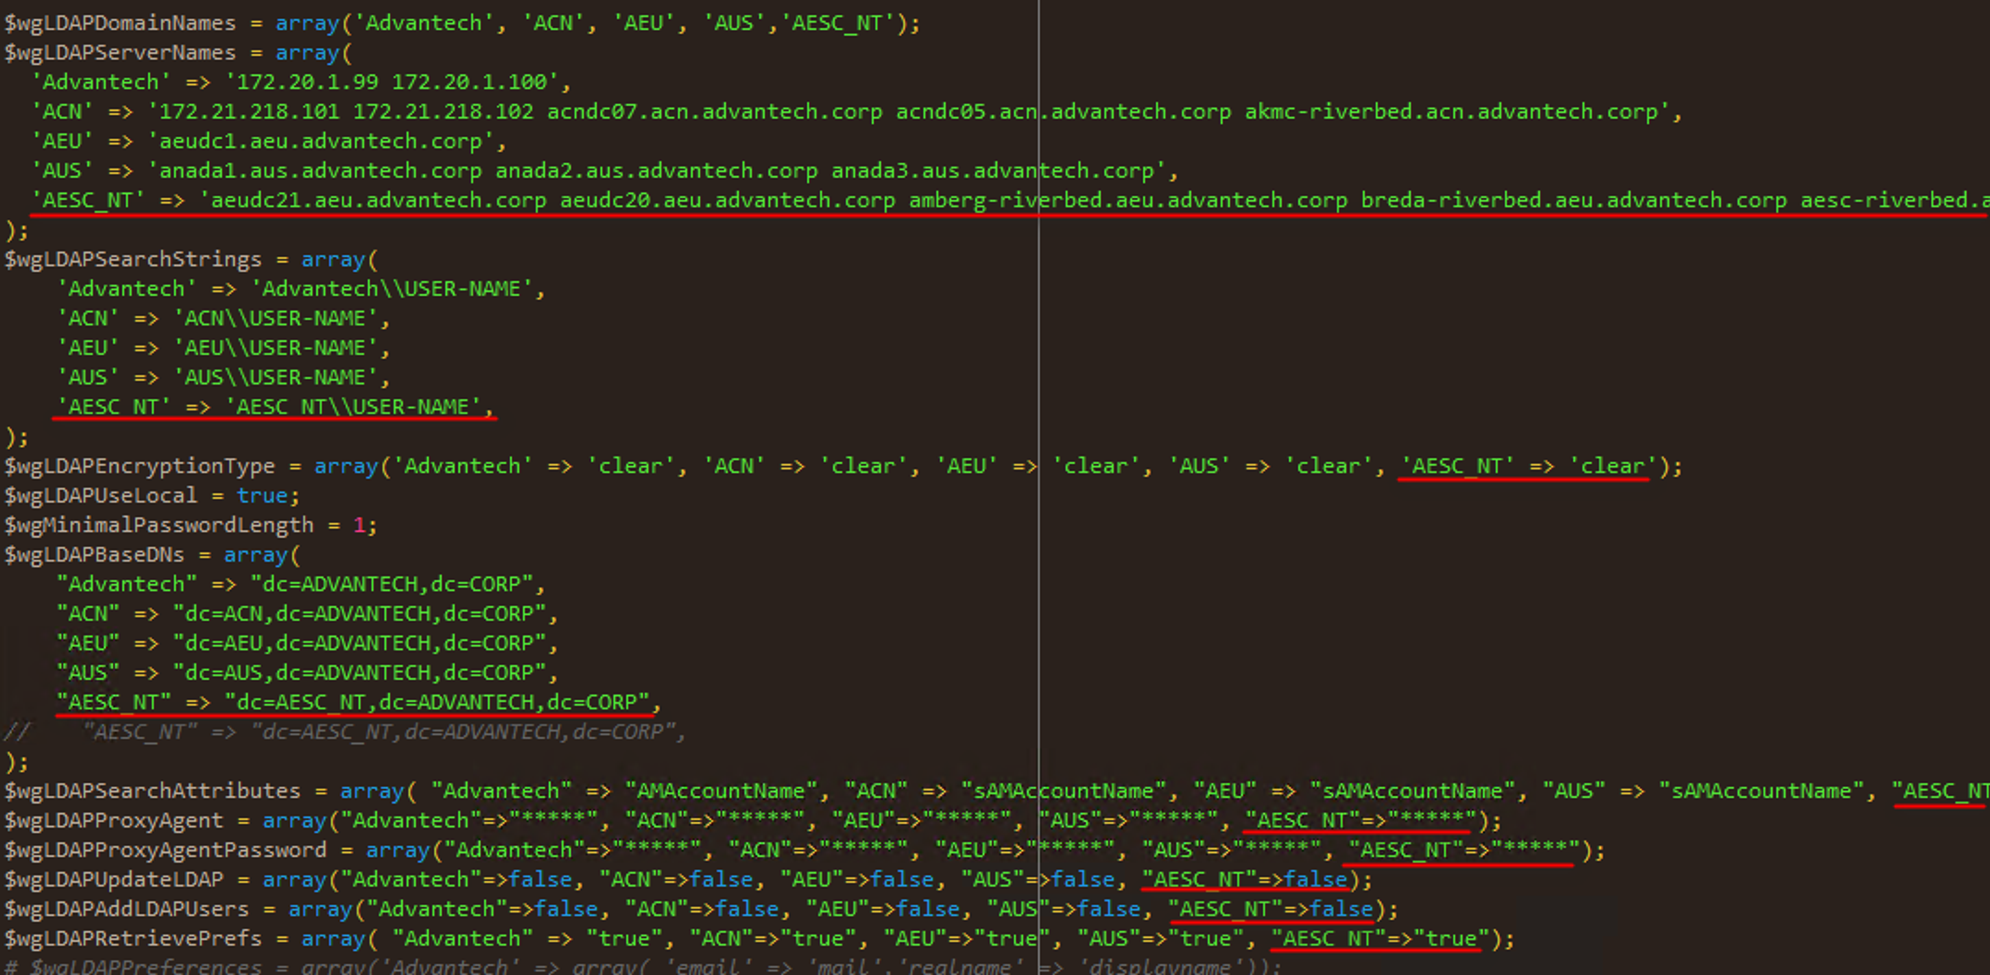 $wgLDAPDomainNames = array('Advantech', 'ACN', 'AEU', 'AUS','AESC_NT');
$wgLDAPServerNames = array(
'Advantech' => '172.20.1.99 172.20.1.100',
'ACN' => '172.21.218.101 172.21.218.102 acndc07.acn.advantech.corp acndc05.acn.advantech.corp akmc-riverbed.acn.advantech.corp',
'AEU' => 'aeudc1.aeu.advantech.corp',
'AUS' => 'anada1.aus.advantech.corp anada2.aus.advantech.corp anada3.aus.advantech.corp',
'AESC_NT' => 'aeudc21.aeu.advantech.corp aeudc20.aeu.advantech.corp amberg-riverbed.aeu.advantech.corp breda-riverbed.aeu.advantech.corp aesc-riverbed.a
);
$wgLDAPSearchStrings = array(
'Advantech' => 'Advantech\\USER-NAME',
'ACN' => 'ACN\\USER-NAME',
'AEU' => 'AEU\\USER-NAME',
'AUS' => 'AUS\\USER-NAME',
'AESC_NT' => 'AESC_NT\\USER-NAME',
);
$wgLDAPEncryptionType = array('Advantech' => 'clear', 'ACN' => 'clear', 'AEU' => 'clear', 'AUS' => 'clear', 'AESC_NT' => 'clear');
$wgLDAPUseLocal = true;
$wgMinimalPasswordLength = 1;
$wgLDAPBaseDNs = array(
"Advantech" => "dc=ADVANTECH,dc=CORP",
"ACN" => "dc=ACN,dc=ADVANTECH,dc=CORP",
"AEU" => "dc=AEU,dc=ADVANTECH,dc=CORP",
"AUS" => "dc=AUS,dc=ADVANTECH,dc=CORP",
"AESC_NT" => "dc=AESC_NT,dc=ADVANTECH,dc=CORP",
// "AESC_NT" => "dc=AESC_NT,dc=ADVANTECH,dc=CORP",
);
$wgLDAPSearchAttributes = array( "Advantech" => "AMAccountName", "ACN" => "sAMAccountName", "AEU" => "sAMAccountName", "AUS" => "sAMAccountName", "AESC_NT
$wgLDAPProxyAgent = array("Advantech"=>"*****", "ACN"=>"*****", "AEU"=>"*****", "AUS"=>"*****", "AESC_NT"=>"*****");
$wgLDAPProxyAgentPassword = array("Advantech"=>"*****", "ACN"=>"*****", "AEU"=>"*****", "AUS"=>"*****", "AESC_NT"=>"*****");
$wgLDAPUpdateLDAP = array("Advantech"=>false, "ACN"=>false, "AEU"=>false, "AUS"=>false, "AESC_NT"=>false);
$wgLDAPAddLDAPUsers = array("Advantech"=>false, "ACN"=>false, "AEU"=>false, "AUS"=>false, "AESC_NT"=>false);
$wgLDAPRetrievePrefs = array( "Advantech" => "true", "ACN"=>"true", "AEU"=>"true", "AUS"=>"true", "AESC_NT"=>"true");
# $wgLDAPPreferences = array('Advantech' => array( 'email' => 'mail','realname' => 'displayname'));